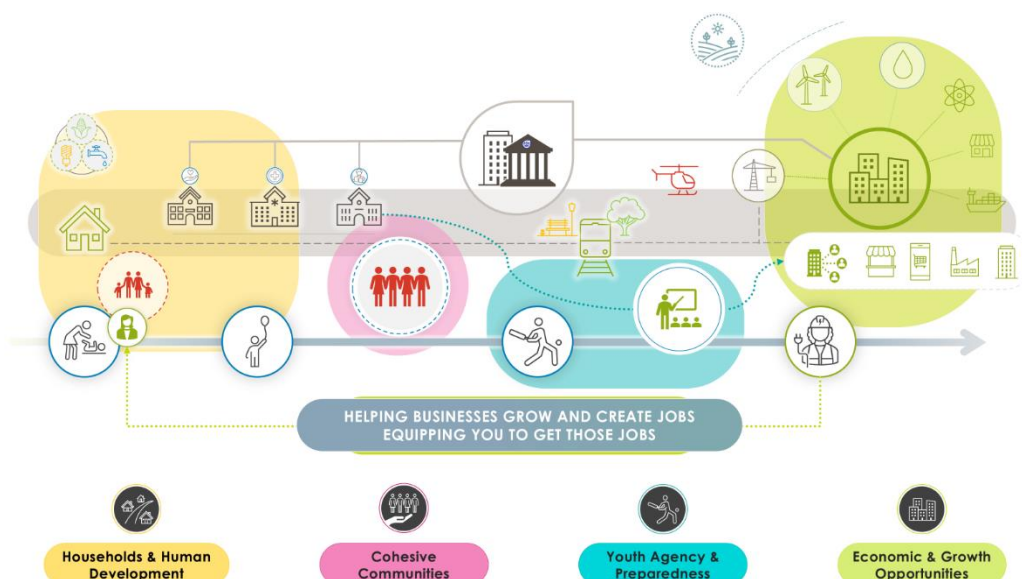 HELPING BUSINESSES GROW AND CREATE JOBS
EQUIPPING YOU TO GET THOSE JOBS
Households & Human
Development
Cohesive
Communities
Youth Agency &
Preparedness
Economic & Growth
Opportunities